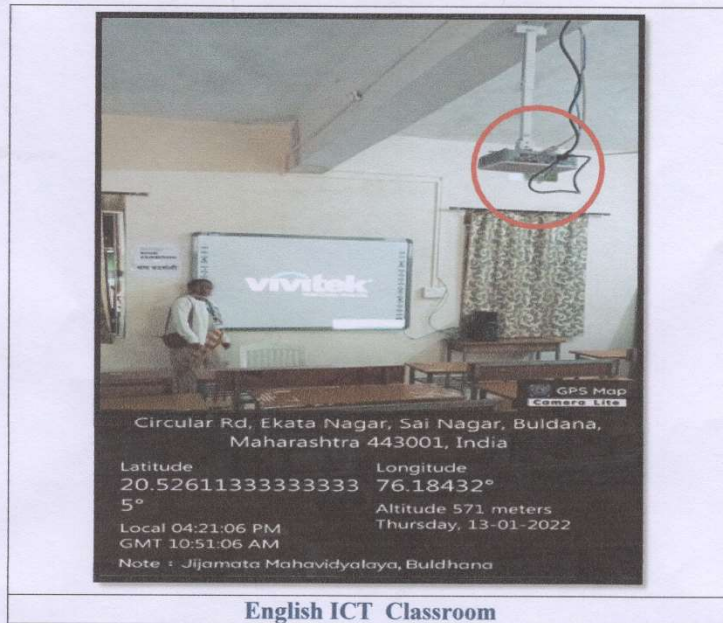 vivitek
GPS Map
Camera Lite
Circular Rd, Ekata Nagar, Sai Nagar, Buldana,
Maharashtra 443001, India
Latitude
20.52611333333333
5°
Longitude
76.18432°
Altitude 571 meters
Local 04:21:06 PM
Thursday, 13-01-2022
GMT 10:51:06 AM
Note : Jijamata Mahavidyalaya, Buldhana
English ICT Classroom